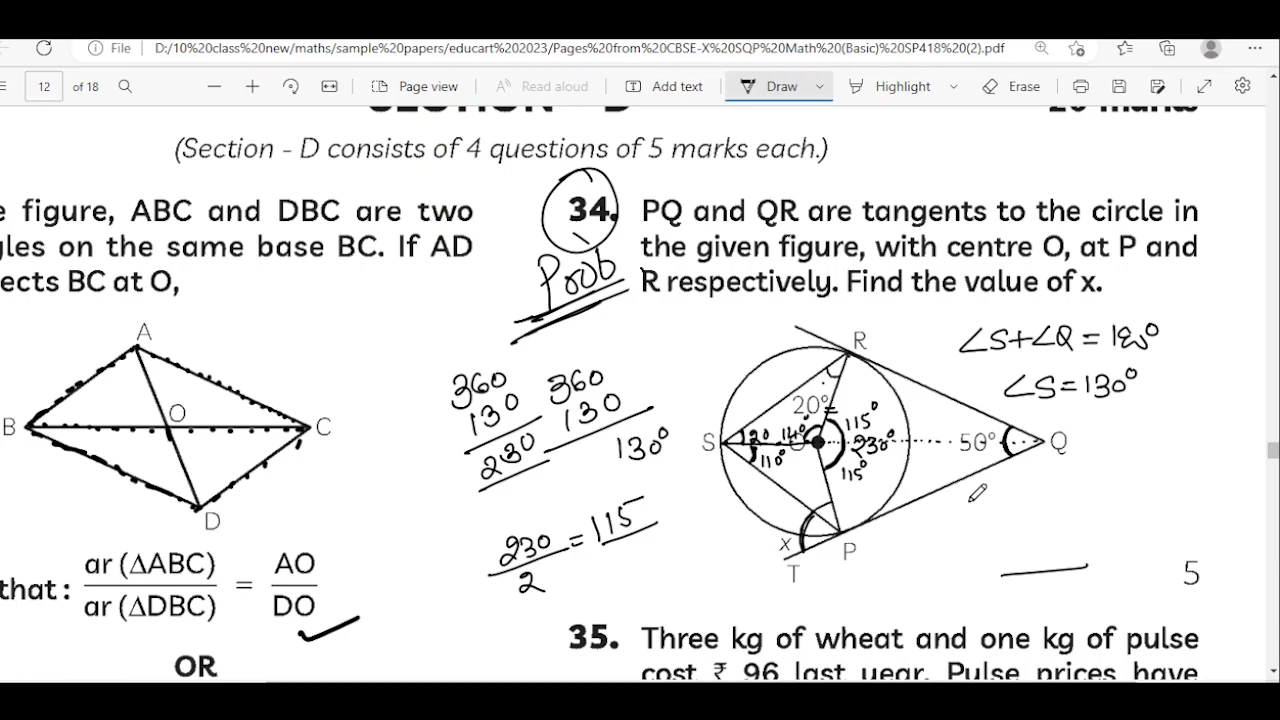 File D:/10%20class%20new/maths/sample%20papers/educart%202023/Pages%20from%20CBSE-X%20SQP%20Math%20(Basic)%20SP418%20(2).pdf
12 of 18 Page view Read aloud Add text Draw Highlight Erase
(Section - D consists of 4 questions of 5 marks each.)
e figure, ABC and DBC are two
gles on the same base BC. If AD
ects BC at O,
A
B
O
C
D
that : ar (ΔABC) / ar (ΔDBC) = AO / DO
OR
34. PQ and QR are tangents to the circle in
the given figure, with centre O, at P and
R respectively. Find the value of x.
Prob
∠S+∠Q = 180°
∠S = 130°
360
130
230
360
130
130°
230/2 = 115
R
20°
115°
S
20
230°
50°
Q
110°
115°
x
P
T
5
35. Three kg of wheat and one kg of pulse
cost ₹ 96 last year. Pulse prices have